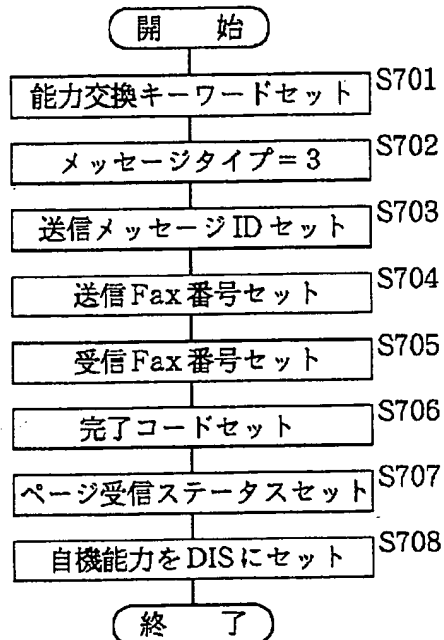 開 始
能力交換キーワードセット S701
メッセージタイプ＝3 S702
送信メッセージIDセット S703
送信Fax番号セット S704
受信Fax番号セット S705
完了コードセット S706
ページ受信ステータスセット S707
自機能力をDISにセット S708
終 了